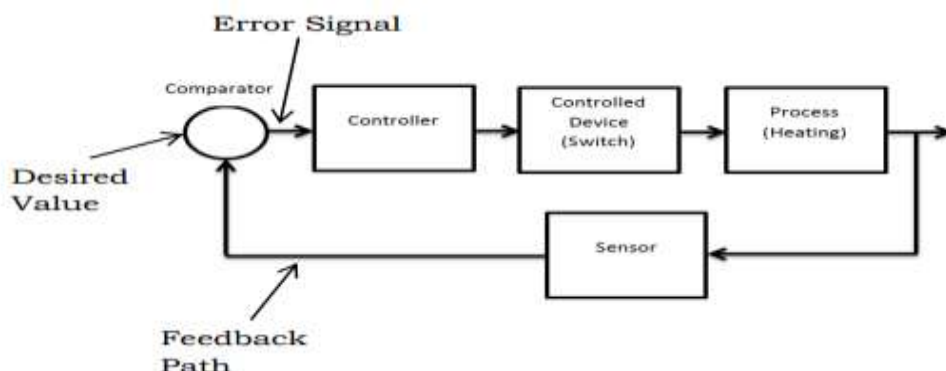 Error Signal
Comparator
Controller
Controlled
Device
(Switch)
Process
(Heating)
Desired
Value
Sensor
Feedback
Path